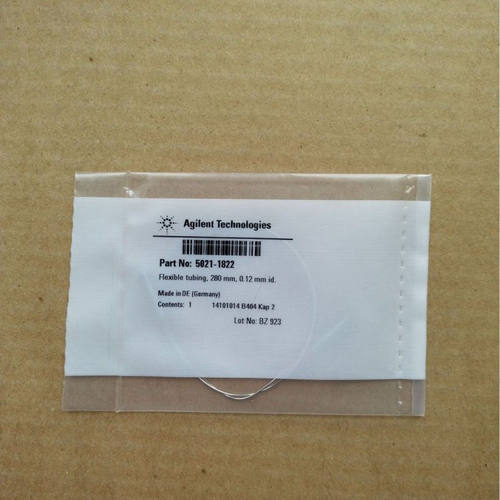 Agilent Technologies
Part No: 5021-1822
Flexible tubing, 280 mm, 0.12 mm id.
Made in DE (Germany)
Contents: 1 14101014 B404 Kap 2
Lot No: BZ 923